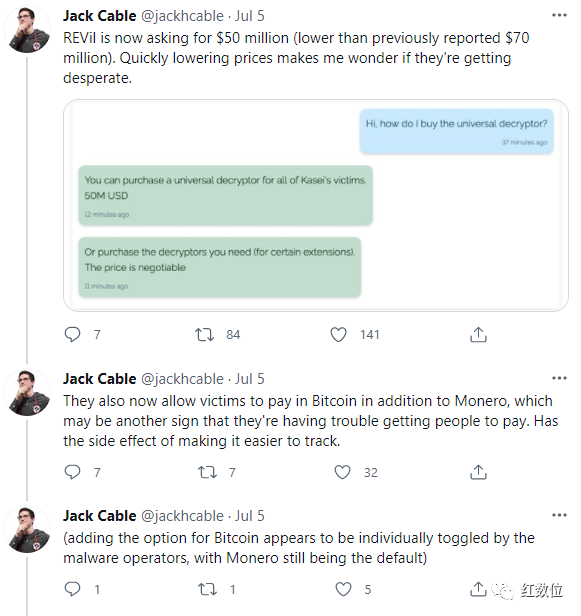 Jack Cable @jackhcable · Jul 5
REVil is now asking for $50 million (lower than previously reported $70
million). Quickly lowering prices makes me wonder if they're getting
desperate.
Hi, how do I buy the universal decryptor?
37 minutes ago
You can purchase a universal decryptor for all of Kasei's victims.
50M USD
12 minutes ago
Or purchase the decryptors you need (for certain extensions).
The price is negotiable
11 minutes ago
7 84 141
Jack Cable @jackhcable · Jul 5
They also now allow victims to pay in Bitcoin in addition to Monero, which
may be another sign that they're having trouble getting people to pay. Has
the side effect of making it easier to track.
7 7 32
Jack Cable @jackhcable · Jul 5
(adding the option for Bitcoin appears to be individually toggled by the
malware operators, with Monero still being the default)
1 1 5
红数位